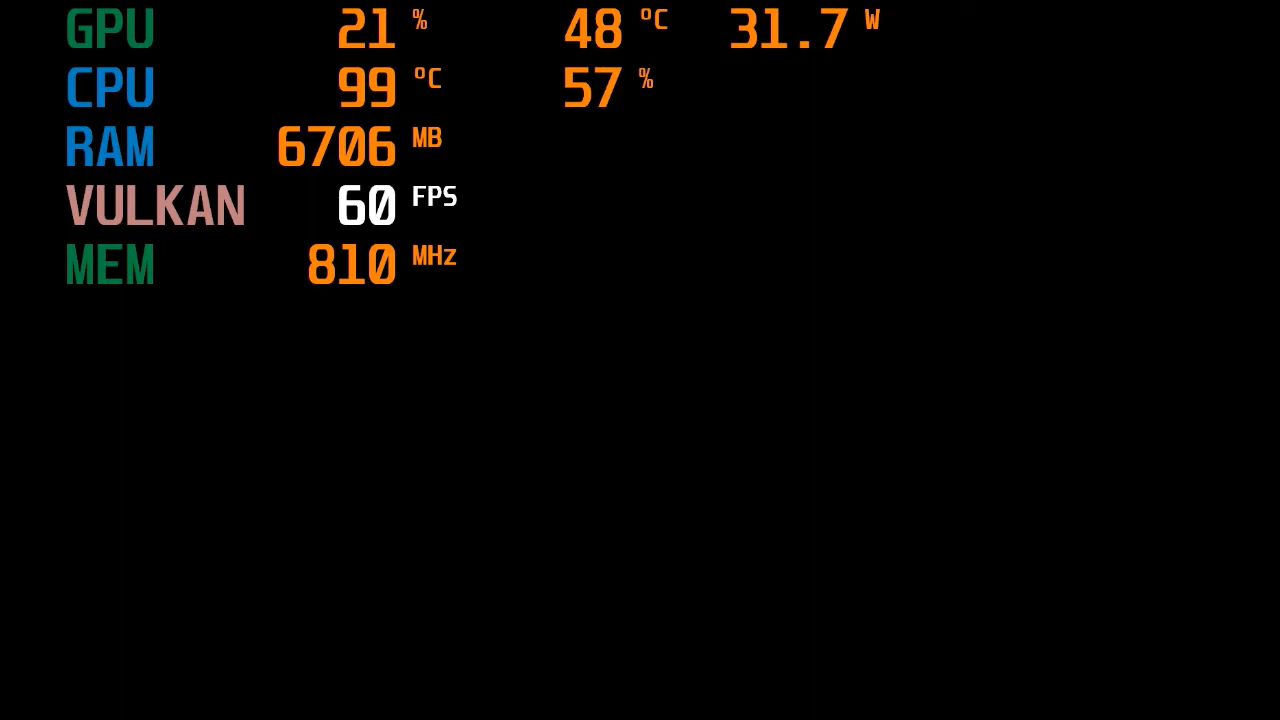 GPU 21 % 48 °C 31.7 W
CPU 99 °C 57 %
RAM 6706 MB
VULKAN 60 FPS
MEM 810 MHz